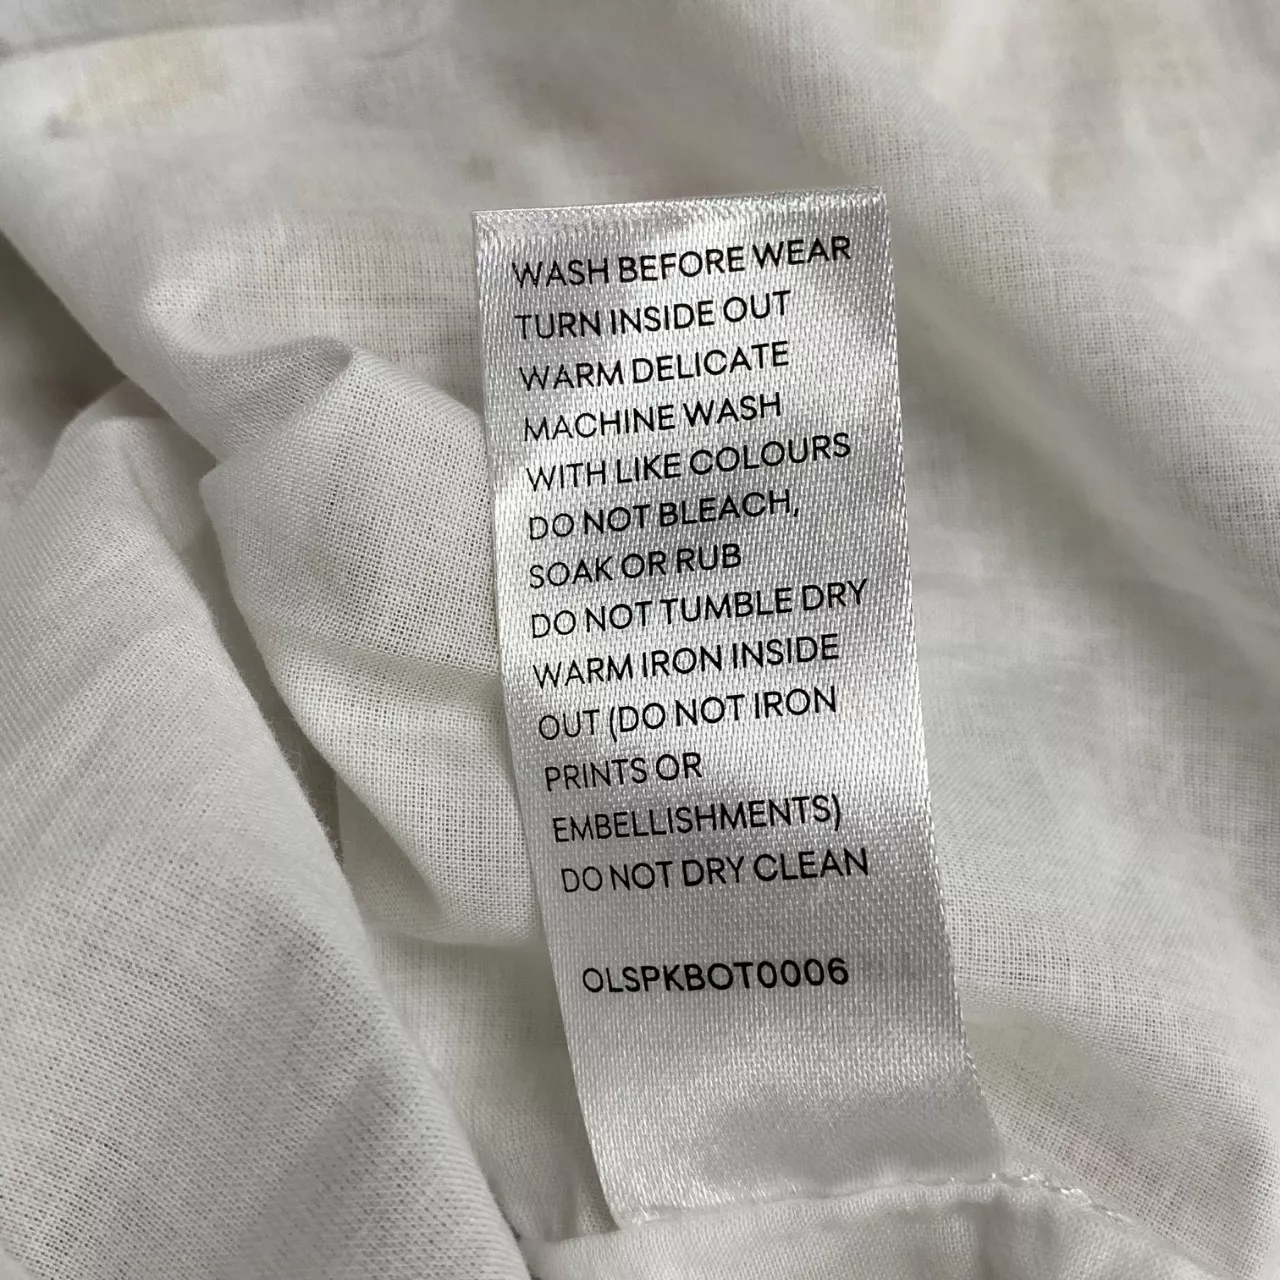 WASH BEFORE WEAR
TURN INSIDE OUT
WARM DELICATE
MACHINE WASH
WITH LIKE COLOURS
DO NOT BLEACH,
SOAK OR RUB
DO NOT TUMBLE DRY
WARM IRON INSIDE
OUT (DO NOT IRON
PRINTS OR
EMBELLISHMENTS)
DO NOT DRY CLEAN
OLSPKBOT0006